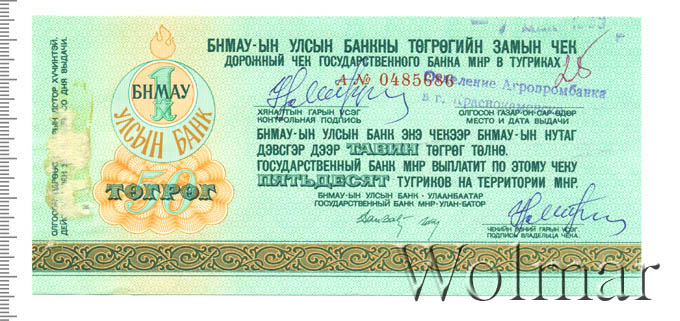 БНМАУ-ЫН УЛСЫН БАНКНЫ ТӨГРӨГИЙН ЗАМЫН ЧЕК
ДОРОЖНЫЙ ЧЕК ГОСУДАРСТВЕННОГО БАНКА МНР В ТУГРИКАХ
А № 0485686
25
Отделение Агропромбанка
в г. Краснокаменске
ХЯНАЛТЫН ГАРЫН ҮСЭГ
КОНТРОЛЬНАЯ ПОДПИСЬ
ОЛГОСОН ГАЗАР-ОН-САР-ӨДӨР
МЕСТО И ДАТА ВЫДАЧИ
БНМАУ-ЫН УЛСЫН БАНК ЭНЭ ЧЕКЭЭР БНМАУ-ЫН НУТАГ
ДЭВСГЭР ДЭЭР ТАВИН ТӨГРӨГ ТӨЛНӨ.
ГОСУДАРСТВЕННЫЙ БАНК МНР ВЫПЛАТИТ ПО ЭТОМУ ЧЕКУ
ПЯТЬДЕСЯТ ТУГРИКОВ НА ТЕРРИТОРИИ МНР.
БНМАУ-ЫН УЛСЫН БАНК - УЛААНБААТАР
ГОСУДАРСТВЕННЫЙ БАНК МНР-УЛАН-БАТОР
ЧЕКИЙН ЭЗНИЙ ГАРЫН ҮСЭГ
ПОДПИСЬ ВЛАДЕЛЬЦА ЧЕКА.
1
БНМАУ
УЛСЫН БАНК
50
ТӨГРӨГ
Wolmar